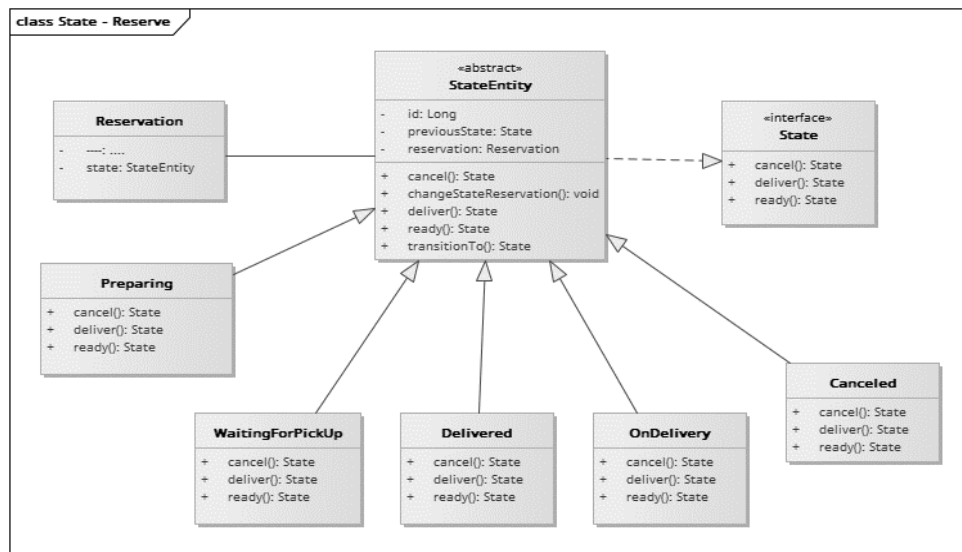 class State - Reserve
«abstract»
StateEntity
- id: Long
- previousState: State
- reservation: Reservation
+ cancel(): State
+ changeStateReservation(): void
+ deliver(): State
+ ready(): State
+ transitionTo(): State
Reservation
- ----: ....
- state: StateEntity
«interface»
State
+ cancel(): State
+ deliver(): State
+ ready(): State
Preparing
+ cancel(): State
+ deliver(): State
+ ready(): State
WaitingForPickUp
+ cancel(): State
+ deliver(): State
+ ready(): State
Delivered
+ cancel(): State
+ deliver(): State
+ ready(): State
OnDelivery
+ cancel(): State
+ deliver(): State
+ ready(): State
Canceled
+ cancel(): State
+ deliver(): State
+ ready(): State